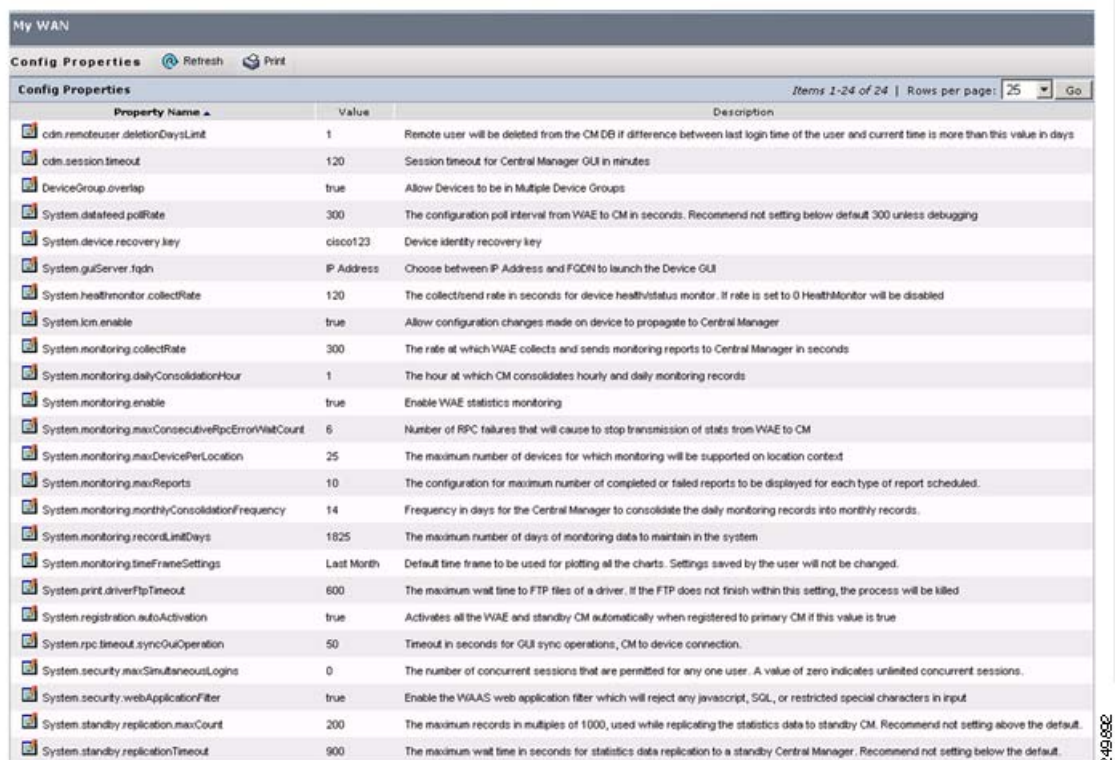 My WAN
Config Properties Refresh Print
Config Properties Items 1-24 of 24 | Rows per page: 25 Go
Property Name Value Description
cdm.remoteuser.deletionDaysLimit 1 Remote user will be deleted from the CM DB if difference between last login time of the user and current time is more than this value in days
cdm.session.timeout 120 Session timeout for Central Manager GUI in minutes
DeviceGroup.overlap true Allow Devices to be in Multiple Device Groups
System.datafeed.pollRate 300 The configuration poll interval from WAE to CM in seconds. Recommend not setting below default 300 unless debugging
System.device.recovery.key cisco123 Device identity recovery key
System.guiServer.fqdn IP Address Choose between IP Address and FQDN to launch the Device GUI
System.healthmonitor.collectRate 120 The collect/send rate in seconds for device health/status monitor. If rate is set to 0 HealthMonitor will be disabled
System.lcm.enable true Allow configuration changes made on device to propagate to Central Manager
System.monitoring.collectRate 300 The rate at which WAE collects and sends monitoring reports to Central Manager in seconds
System.monitoring.dailyConsolidationHour 1 The hour at which CM consolidates hourly and daily monitoring records
System.monitoring.enable true Enable WAE statistics monitoring
System.monitoring.maxConsecutiveRpcErrorWaitCount 6 Number of RPC failures that will cause to stop transmission of stats from WAE to CM
System.monitoring.maxDevicePerLocation 25 The maximum number of devices for which monitoring will be supported on location context
System.monitoring.maxReports 10 The configuration for maximum number of completed or failed reports to be displayed for each type of report scheduled.
System.monitoring.monthlyConsolidationFrequency 14 Frequency in days for the Central Manager to consolidate the daily monitoring records into monthly records.
System.monitoring.recordLimitDays 1825 The maximum number of days of monitoring data to maintain in the system
System.monitoring.timeFrameSettings Last Month Default time frame to be used for plotting all the charts. Settings saved by the user will not be changed.
System.print.driverFtpTimeout 600 The maximum wait time to FTP files of a driver. If the FTP does not finish within this setting, the process will be killed
System.registration.autoActivation true Activates all the WAE and standby CM automatically when registered to primary CM if this value is true
System.rpc.timeout.syncGuiOperation 50 Timeout in seconds for GUI sync operations, CM to device connection.
System.security.maxSimultaneousLogins 0 The number of concurrent sessions that are permitted for any one user. A value of zero indicates unlimited concurrent sessions.
System.security.webApplicationFilter true Enable the WAAS web application filter which will reject any javascript, SQL, or restricted special characters in input
System.standby.replication.maxCount 200 The maximum records in multiples of 1000, used while replicating the statistics data to standby CM. Recommend not setting above the default.
System.standby.replicationTimeout 900 The maximum wait time in seconds for statistics data replication to a standby Central Manager. Recommend not setting below the default.
249892